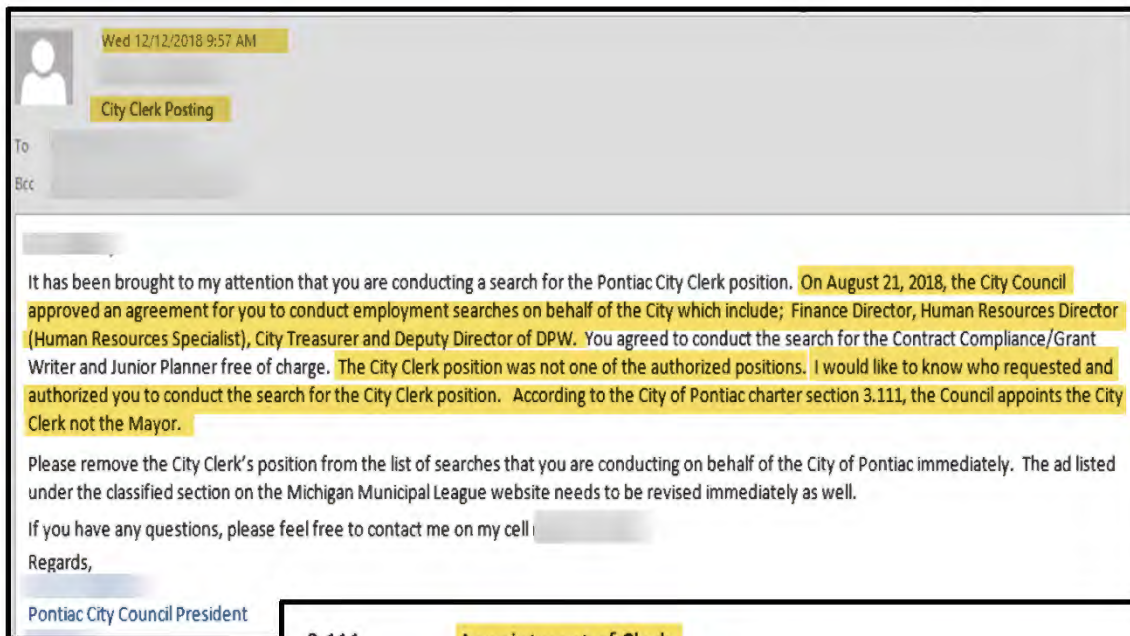 Wed 12/12/2018 9:57 AM
City Clerk Posting
To
Bcc
It has been brought to my attention that you are conducting a search for the Pontiac City Clerk position. On August 21, 2018, the City Council
approved an agreement for you to conduct employment searches on behalf of the City which include; Finance Director, Human Resources Director
(Human Resources Specialist), City Treasurer and Deputy Director of DPW. You agreed to conduct the search for the Contract Compliance/Grant
Writer and Junior Planner free of charge. The City Clerk position was not one of the authorized positions. I would like to know who requested and
authorized you to conduct the search for the City Clerk position. According to the City of Pontiac charter section 3.111, the Council appoints the City
Clerk not the Mayor.
Please remove the City Clerk's position from the list of searches that you are conducting on behalf of the City of Pontiac immediately. The ad listed
under the classified section on the Michigan Municipal League website needs to be revised immediately as well.
If you have any questions, please feel free to contact me on my cell
Regards,
Pontiac City Council President